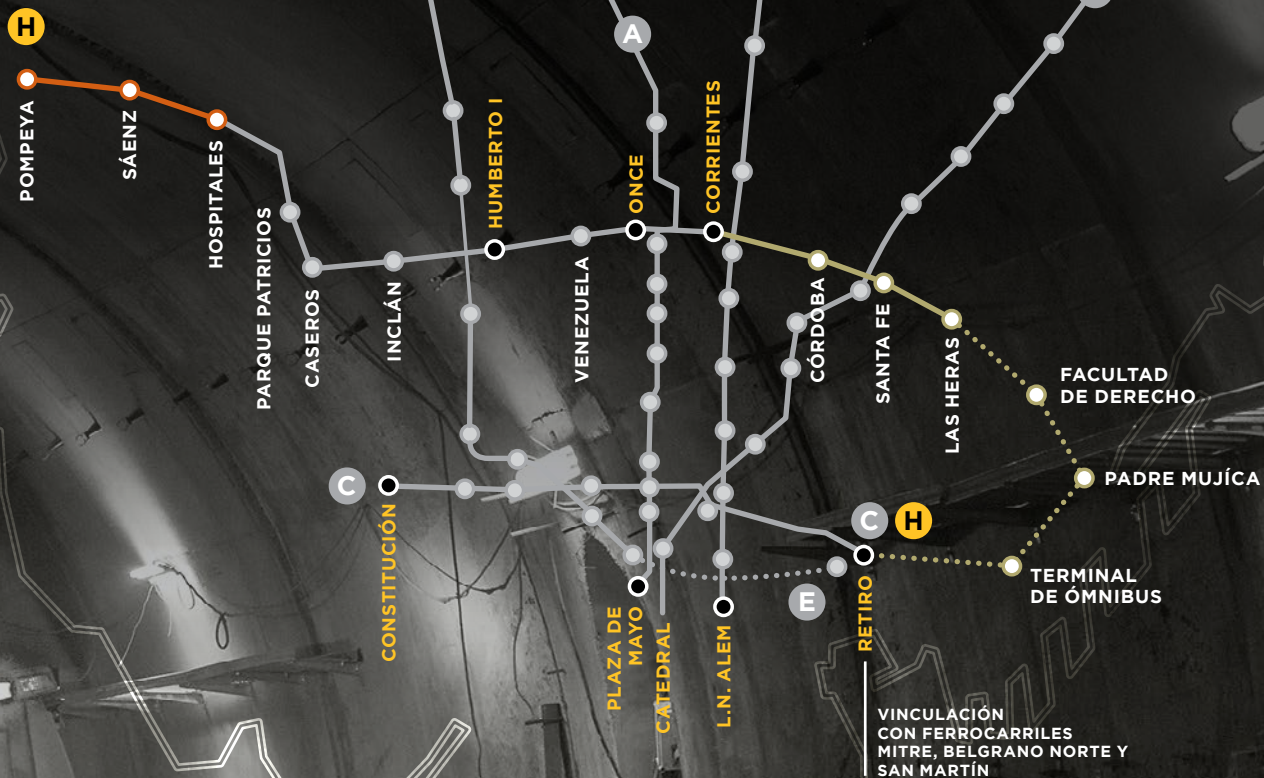 H
A
POMPEYA
SÁENZ
HOSPITALES
PARQUE PATRICIOS
CASEROS
INCLÁN
HUMBERTO I
VENEZUELA
ONCE
CORRIENTES
CÓRDOBA
SANTA FE
LAS HERAS
FACULTAD
DE DERECHO
PADRE MUJÍCA
TERMINAL
DE ÓMNIBUS
C
CONSTITUCIÓN
C
H
E
RETIRO
PLAZA DE
MAYO
CATEDRAL
L.N. ALEM
VINCULACIÓN
CON FERROCARRILES
MITRE, BELGRANO NORTE Y
SAN MARTÍN